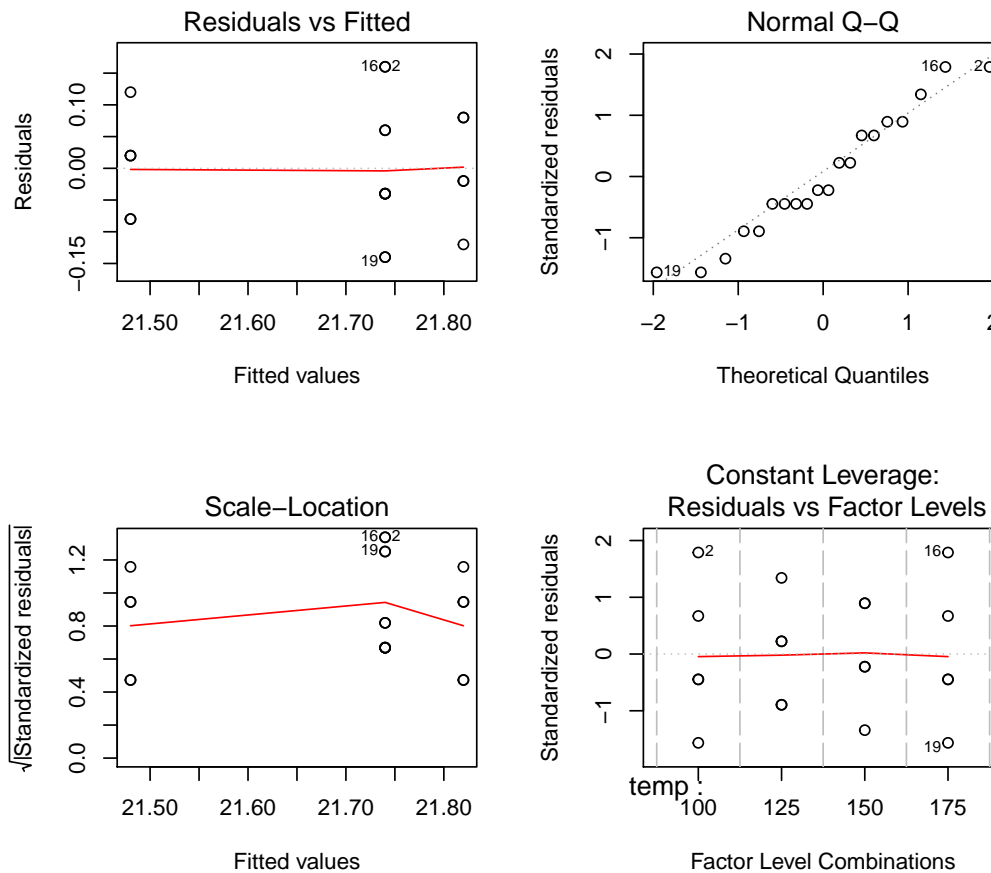 Residuals vs Fitted
Residuals
0.10
0.00
−0.15
16
2
19
21.50 21.60 21.70 21.80
Fitted values
Normal Q−Q
Standardized residuals
2
1
0
−1
16
2
19
−2 −1 0 1 2
Theoretical Quantiles
Scale−Location
√|Standardized residuals|
1.2
0.8
0.4
0.0
16
2
19
21.50 21.60 21.70 21.80
Fitted values
Constant Leverage:
Residuals vs Factor Levels
Standardized residuals
2
1
0
−1
2
16
19
temp :
100 125 150 175
Factor Level Combinations